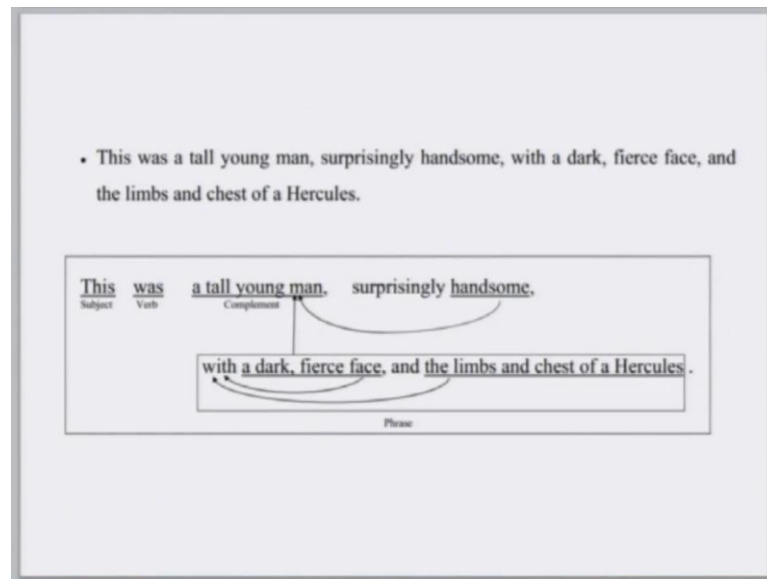 • This was a tall young man, surprisingly handsome, with a dark, fierce face, and
the limbs and chest of a Hercules.
This was a tall young man, surprisingly handsome,
Subject Verb Complement
with a dark, fierce face, and the limbs and chest of a Hercules.
Phrase